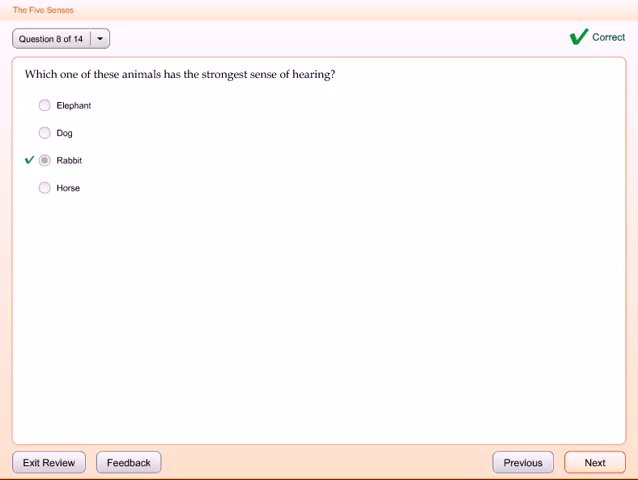 The Five Senses
Question 8 of 14
Correct
Which one of these animals has the strongest sense of hearing?
Elephant
Dog
Rabbit
Horse
Exit Review
Feedback
Previous
Next